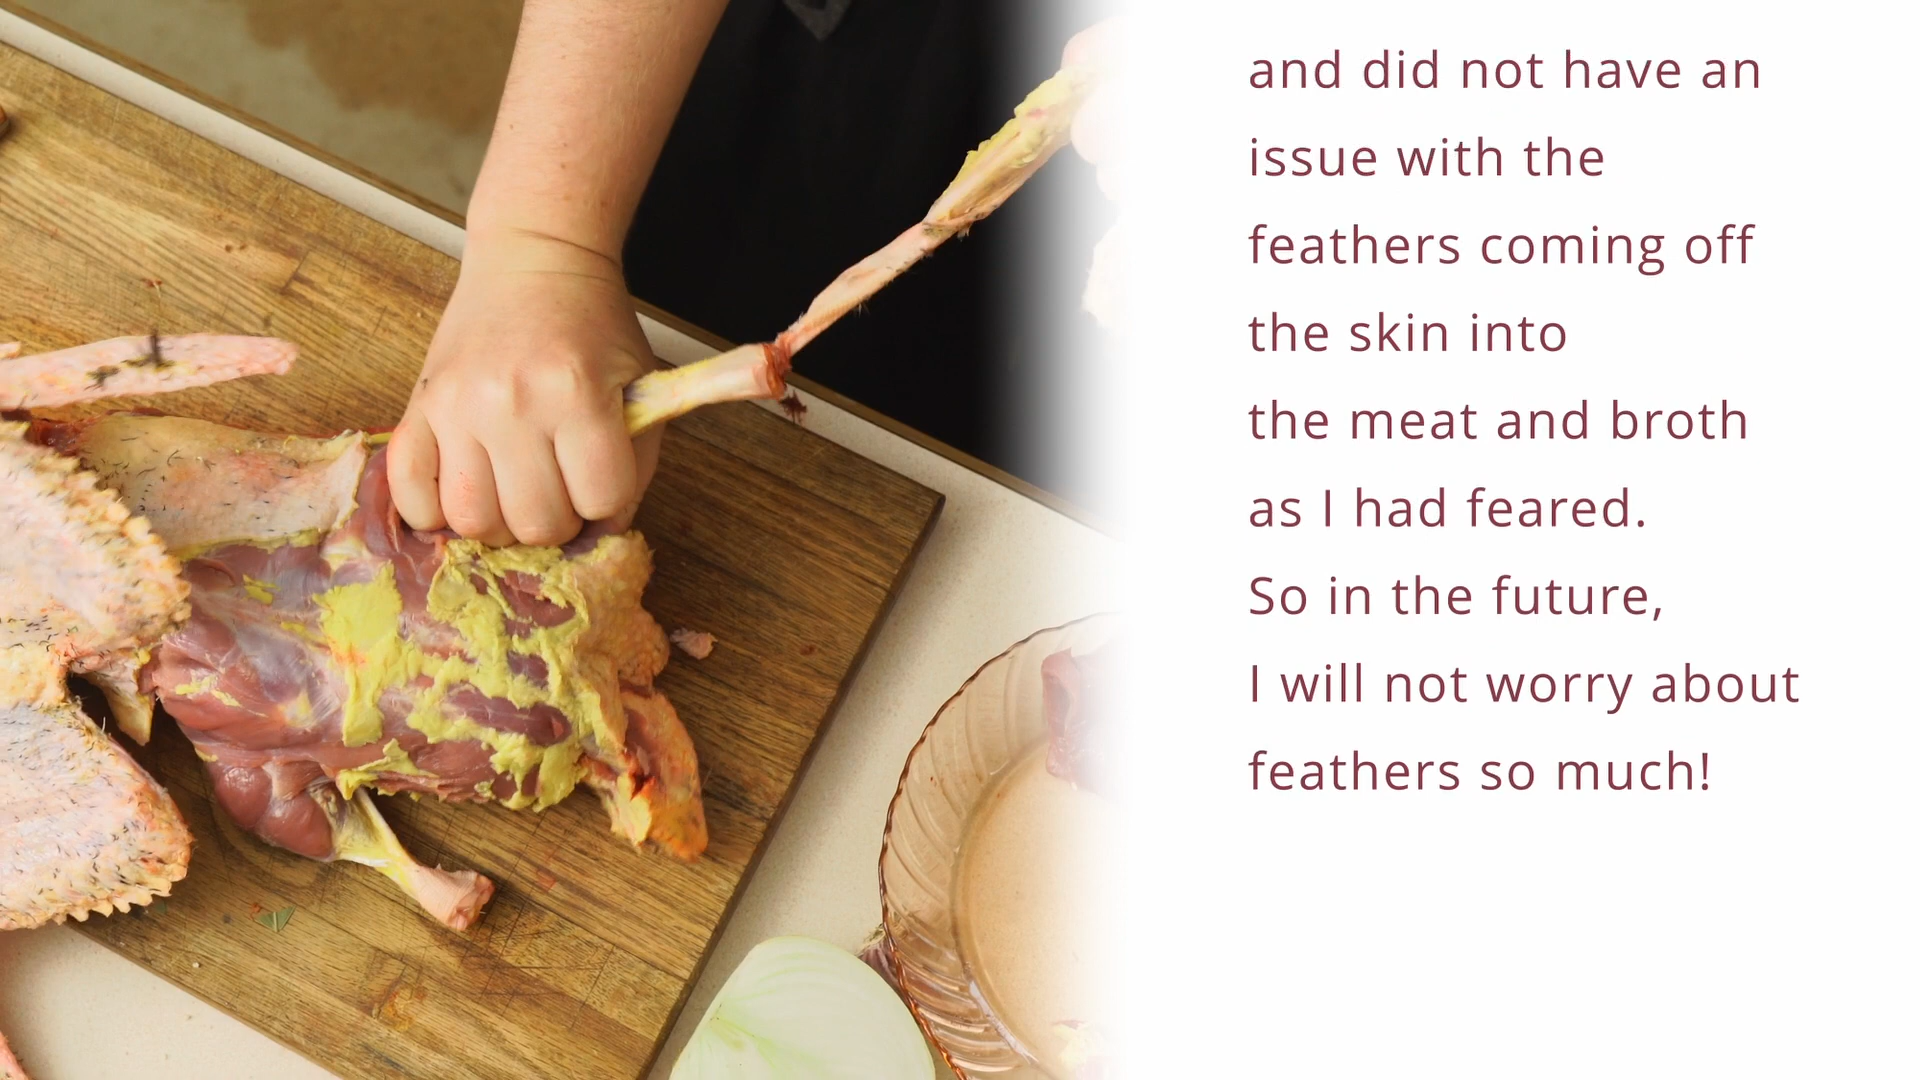 and did not have an
issue with the
feathers coming off
the skin into
the meat and broth
as I had feared.
So in the future,
I will not worry about
feathers so much!